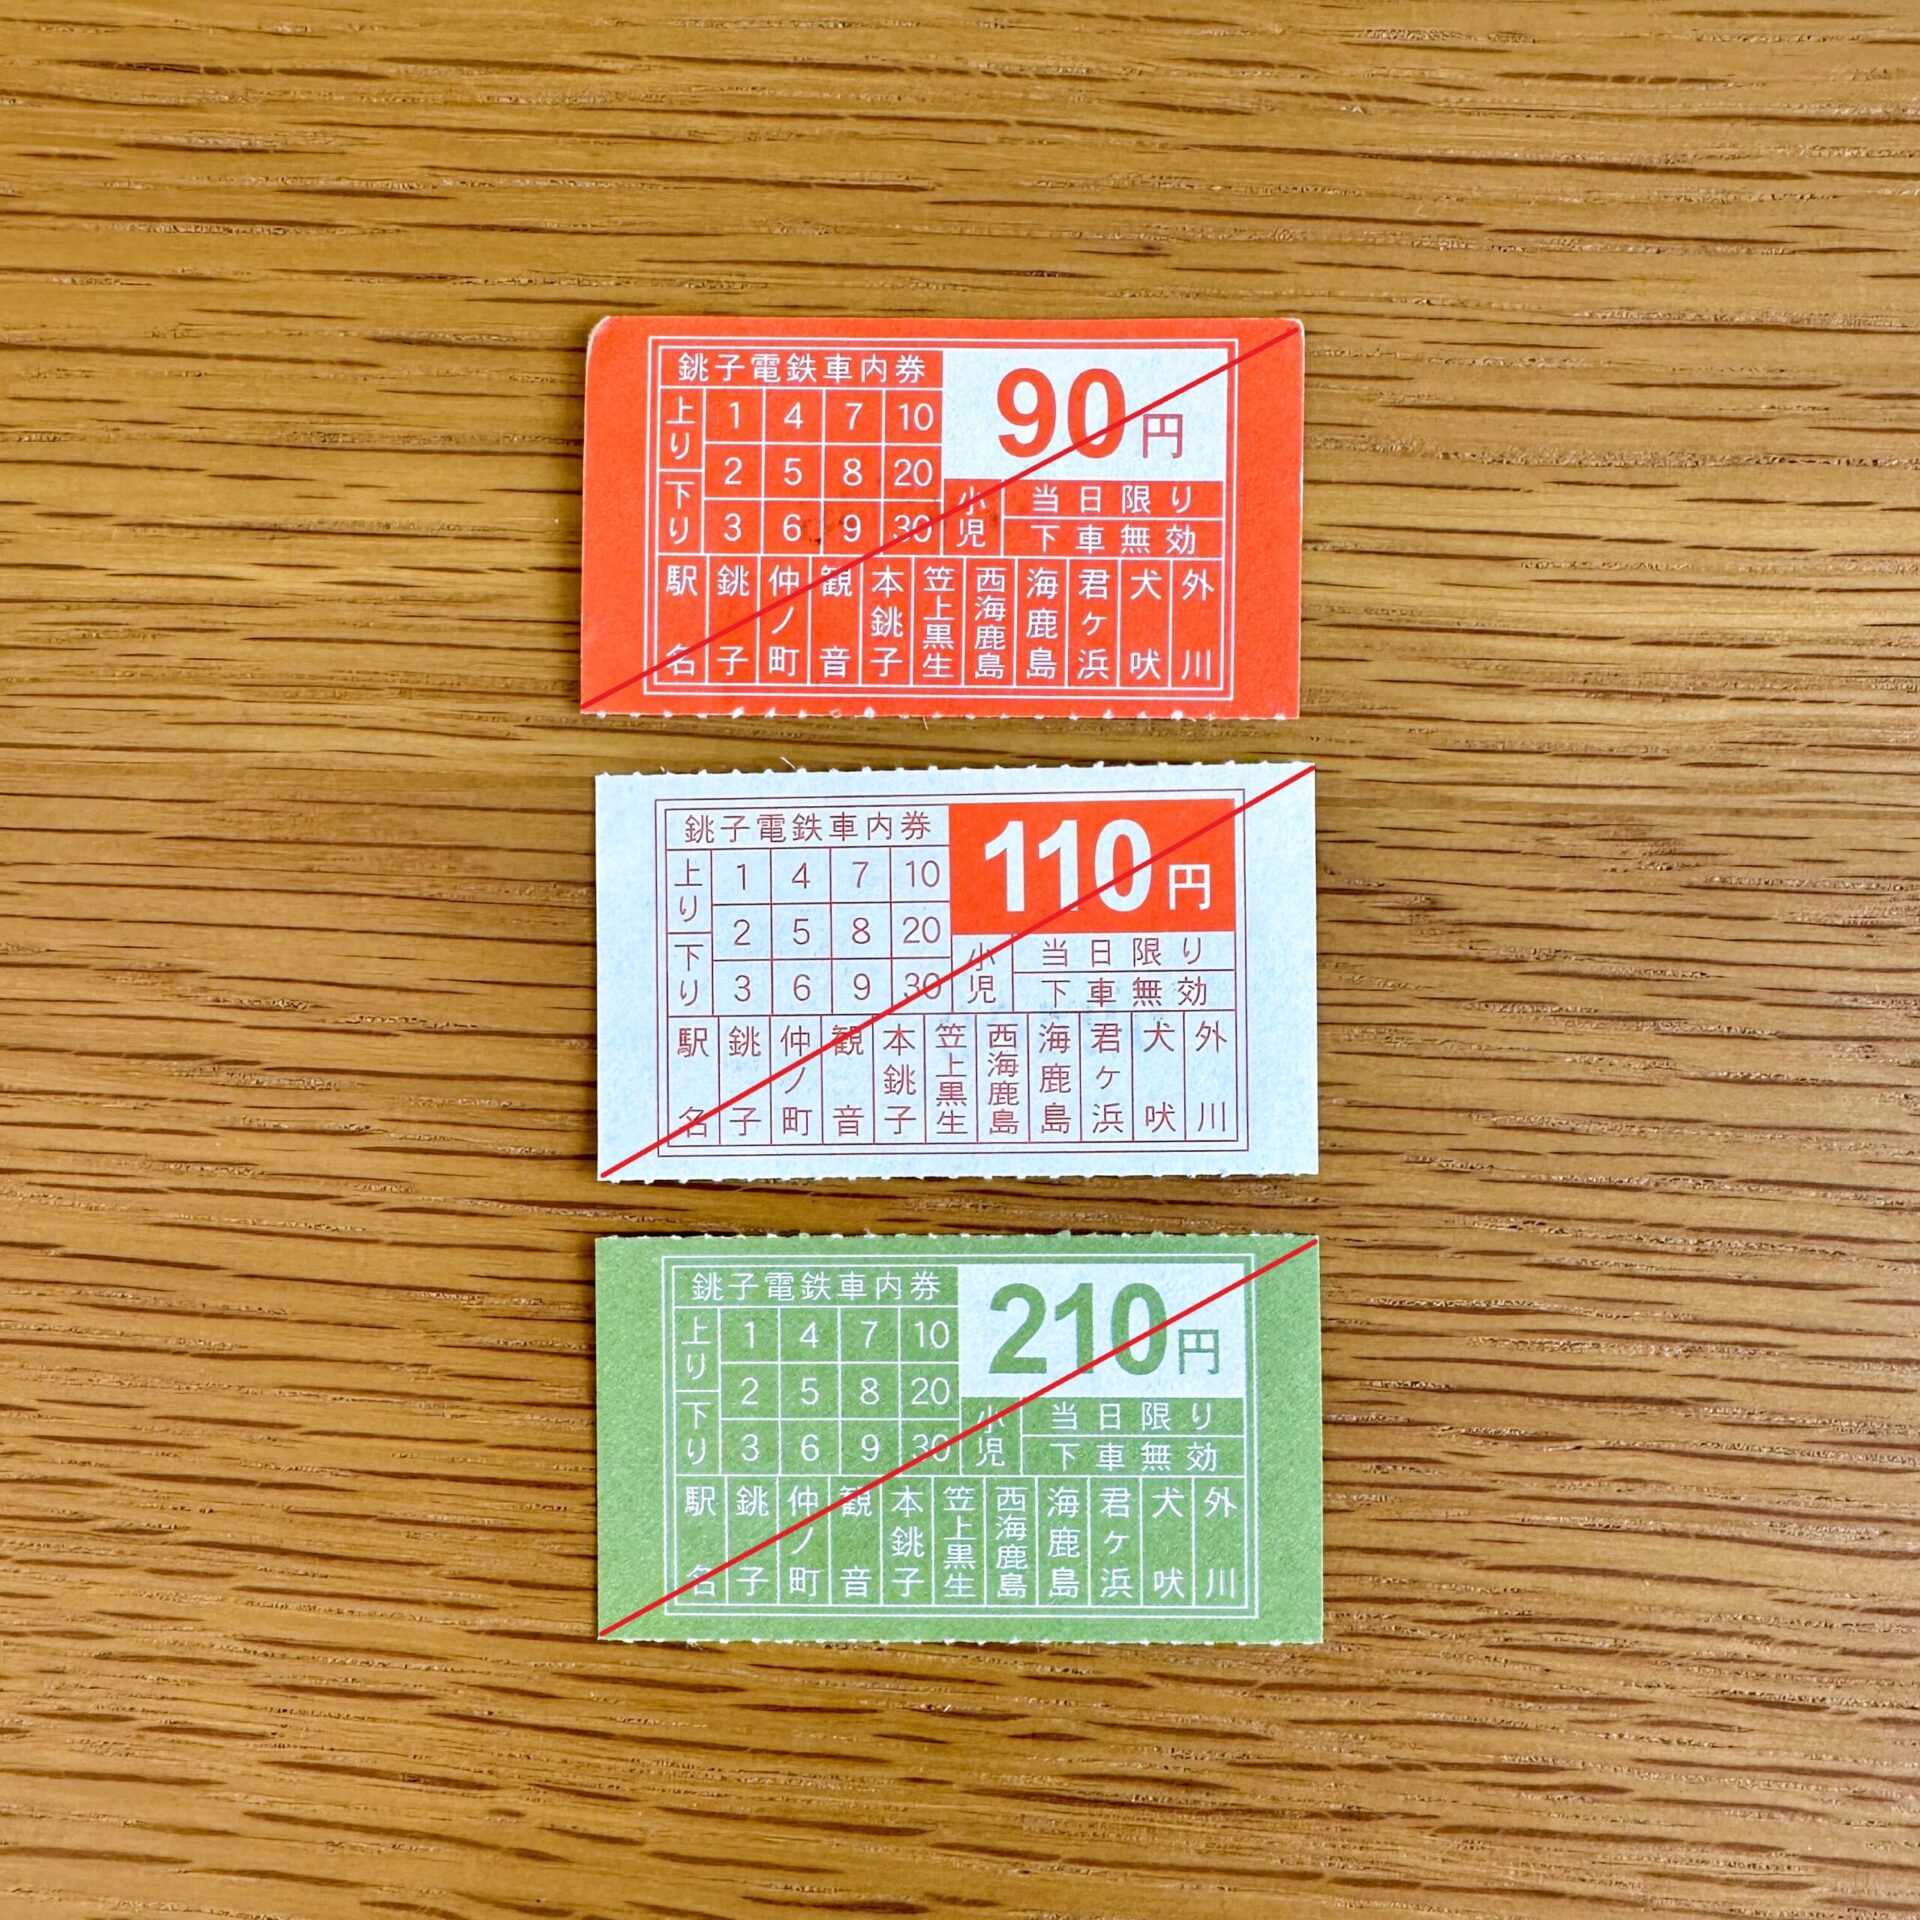 銚子電鉄車内券
90円
上り 1 4 7 10
2 5 8 20
下り 3 6 9 30
小児 当日限り
下車無効
駅名 銚子 仲ノ町 観音 本銚子 笠上黒生 西海鹿島 海鹿島 君ヶ浜 犬吠 外川
銚子電鉄車内券
110円
上り 1 4 7 10
2 5 8 20
下り 3 6 9 30
小児 当日限り
下車無効
駅名 銚子 仲ノ町 観音 本銚子 笠上黒生 西海鹿島 海鹿島 君ヶ浜 犬吠 外川
銚子電鉄車内券
210円
上り 1 4 7 10
2 5 8 20
下り 3 6 9 30
小児 当日限り
下車無効
駅名 銚子 仲ノ町 観音 本銚子 笠上黒生 西海鹿島 海鹿島 君ヶ浜 犬吠 外川